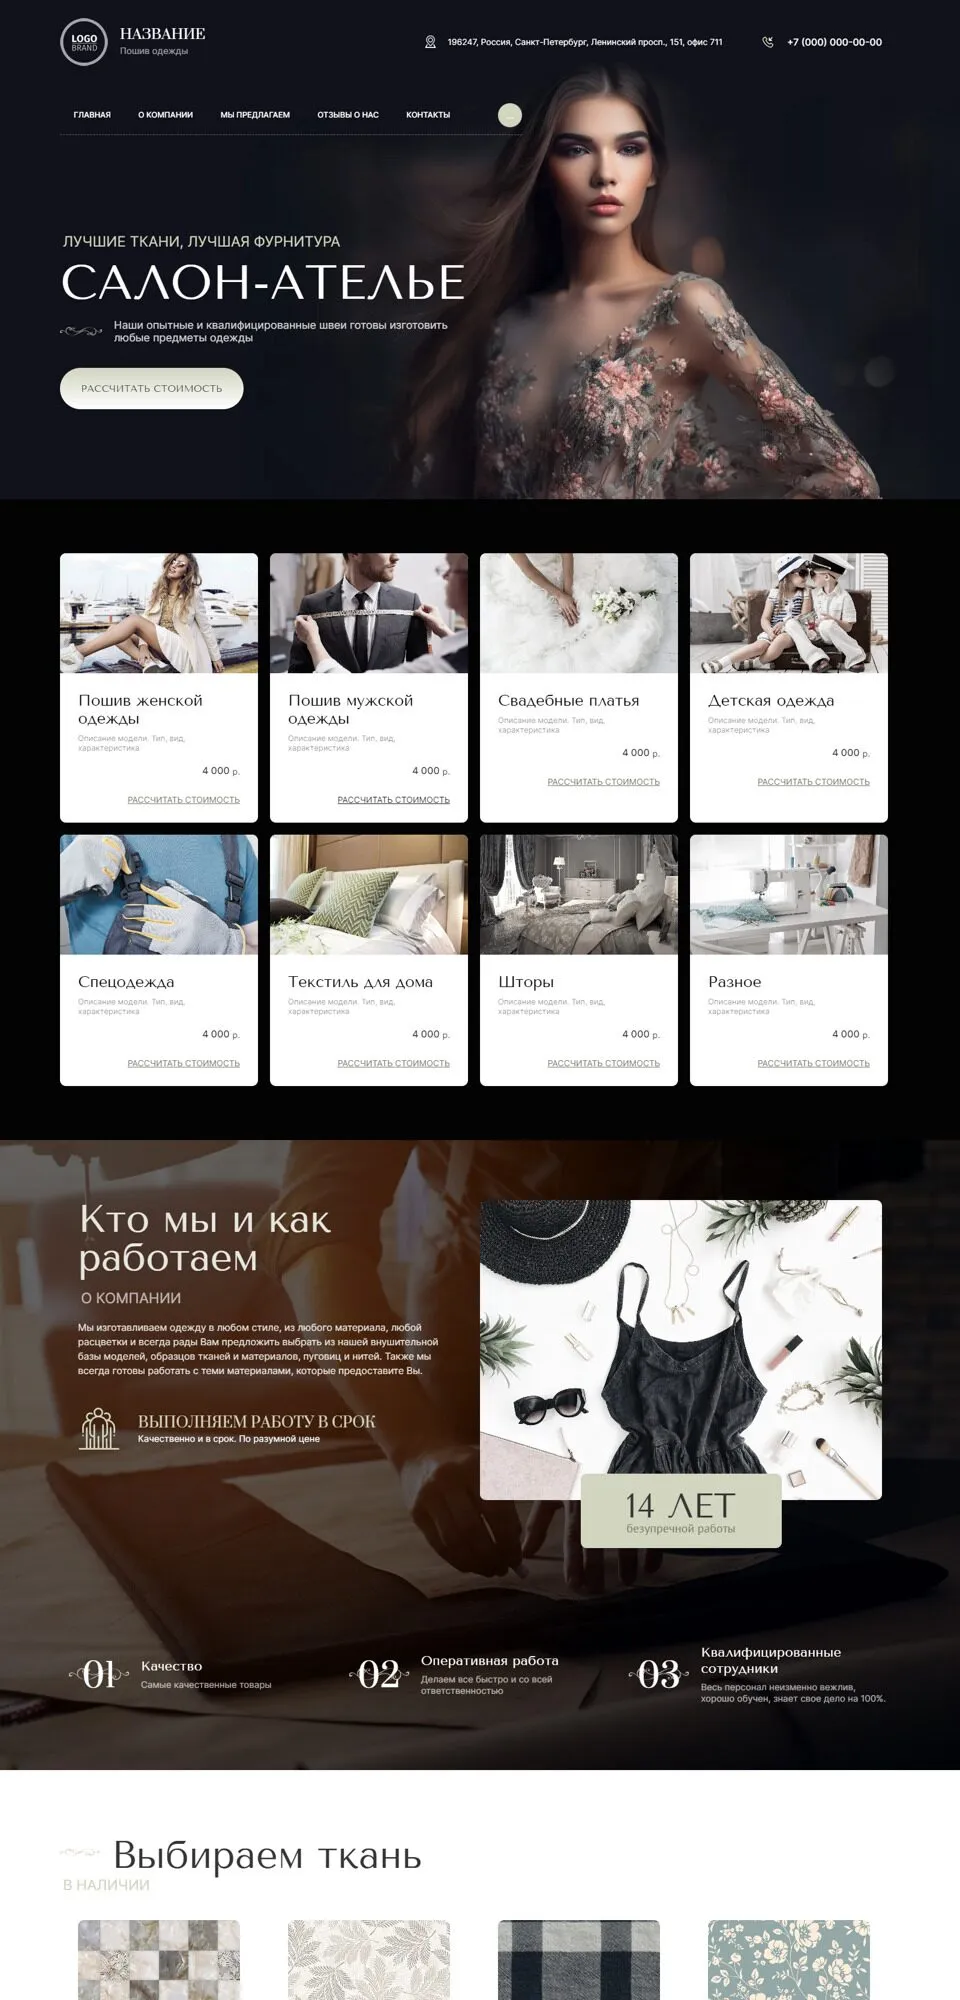 LOGO
BRAND
НАЗВАНИЕ
Пошив одежды
196247, Россия, Санкт-Петербург, Ленинский просп., 151, офис 711
+7 (000) 000-00-00
ГЛАВНАЯ
О КОМПАНИИ
МЫ ПРЕДЛАГАЕМ
ОТЗЫВЫ О НАС
КОНТАКТЫ
...
ЛУЧШИЕ ТКАНИ, ЛУЧШАЯ ФУРНИТУРА
САЛОН-АТЕЛЬЕ
Наши опытные и квалифицированные швеи готовы изготовить
любые предметы одежды
РАССЧИТАТЬ СТОИМОСТЬ
Пошив женской
одежды
Описание модели. Тип, вид,
характеристика
4 000 р.
РАССЧИТАТЬ СТОИМОСТЬ
Пошив мужской
одежды
Описание модели. Тип, вид,
характеристика
4 000 р.
РАССЧИТАТЬ СТОИМОСТЬ
Свадебные платья
Описание модели. Тип, вид,
характеристика
4 000 р.
РАССЧИТАТЬ СТОИМОСТЬ
Детская одежда
Описание модели. Тип, вид,
характеристика
4 000 р.
РАССЧИТАТЬ СТОИМОСТЬ
Спецодежда
Описание модели. Тип, вид,
характеристика
4 000 р.
РАССЧИТАТЬ СТОИМОСТЬ
Текстиль для дома
Описание модели. Тип, вид,
характеристика
4 000 р.
РАССЧИТАТЬ СТОИМОСТЬ
Шторы
Описание модели. Тип, вид,
характеристика
4 000 р.
РАССЧИТАТЬ СТОИМОСТЬ
Разное
Описание модели. Тип, вид,
характеристика
4 000 р.
РАССЧИТАТЬ СТОИМОСТЬ
Кто мы и как
работаем
О КОМПАНИИ
Мы изготавливаем одежду в любом стиле, из любого материала, любой
расцветки и всегда рады Вам предложить выбрать из нашей внушительной
базы моделей, образцов тканей и материалов, пуговиц и нитей. Также мы
всегда готовы работать с теми материалами, которые предоставите Вы.
ВЫПОЛНЯЕМ РАБОТУ В СРОК
Качественно и в срок. По разумной цене
14 ЛЕТ
безупречной работы
01
Качество
Самые качественные товары
02
Оперативная работа
Делаем все быстро и со всей
ответственностью
03
Квалифицированные
сотрудники
Весь персонал неизменно вежлив,
хорошо обучен, знает свое дело на 100%.
Выбираем ткань
В НАЛИЧИИ